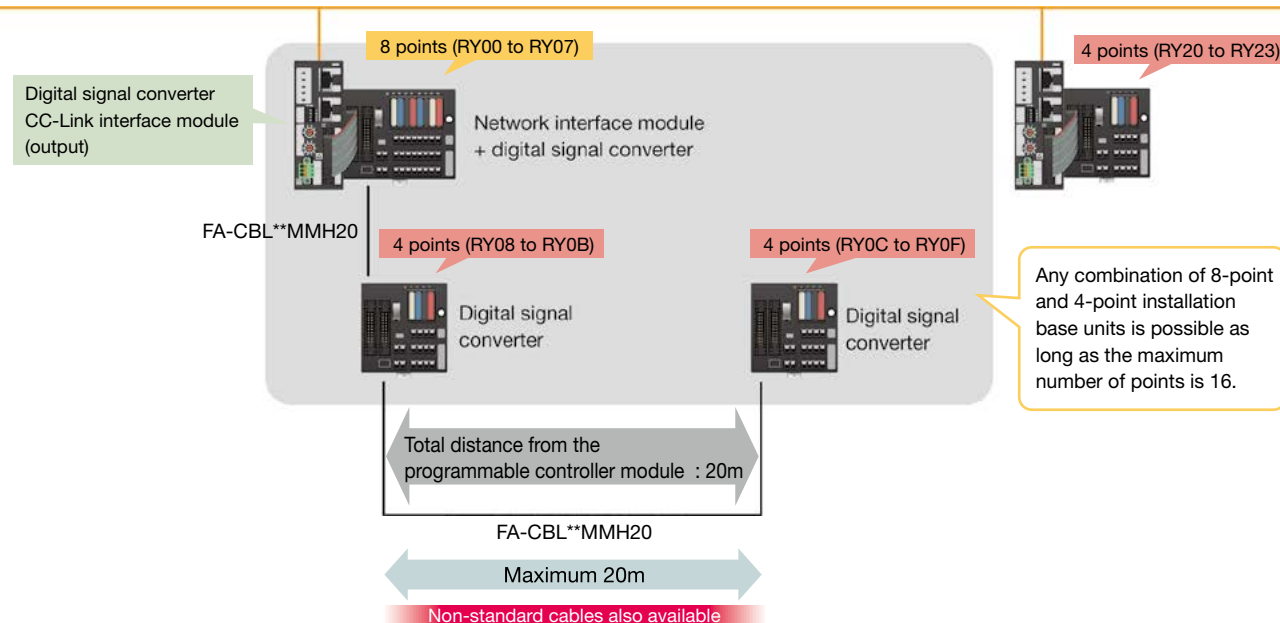 8 points (RY00 to RY07)
4 points (RY20 to RY23)
Digital signal converter
CC-Link interface module
(output)
Network interface module
+ digital signal converter
FA-CBL**MMH20
4 points (RY08 to RY0B)
4 points (RY0C to RY0F)
Digital signal
converter
Digital signal
converter
Any combination of 8-point
and 4-point installation
base units is possible as
long as the maximum
number of points is 16.
Total distance from the
programmable controller module : 20m
FA-CBL**MMH20
Maximum 20m
Non-standard cables also available